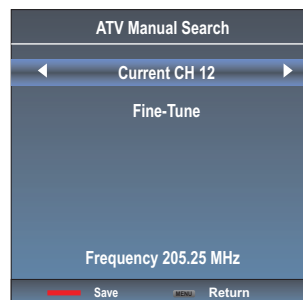 ATV Manual Search
Current CH 12
Fine-Tune
Frequency 205.25 MHz
Save MENU Return